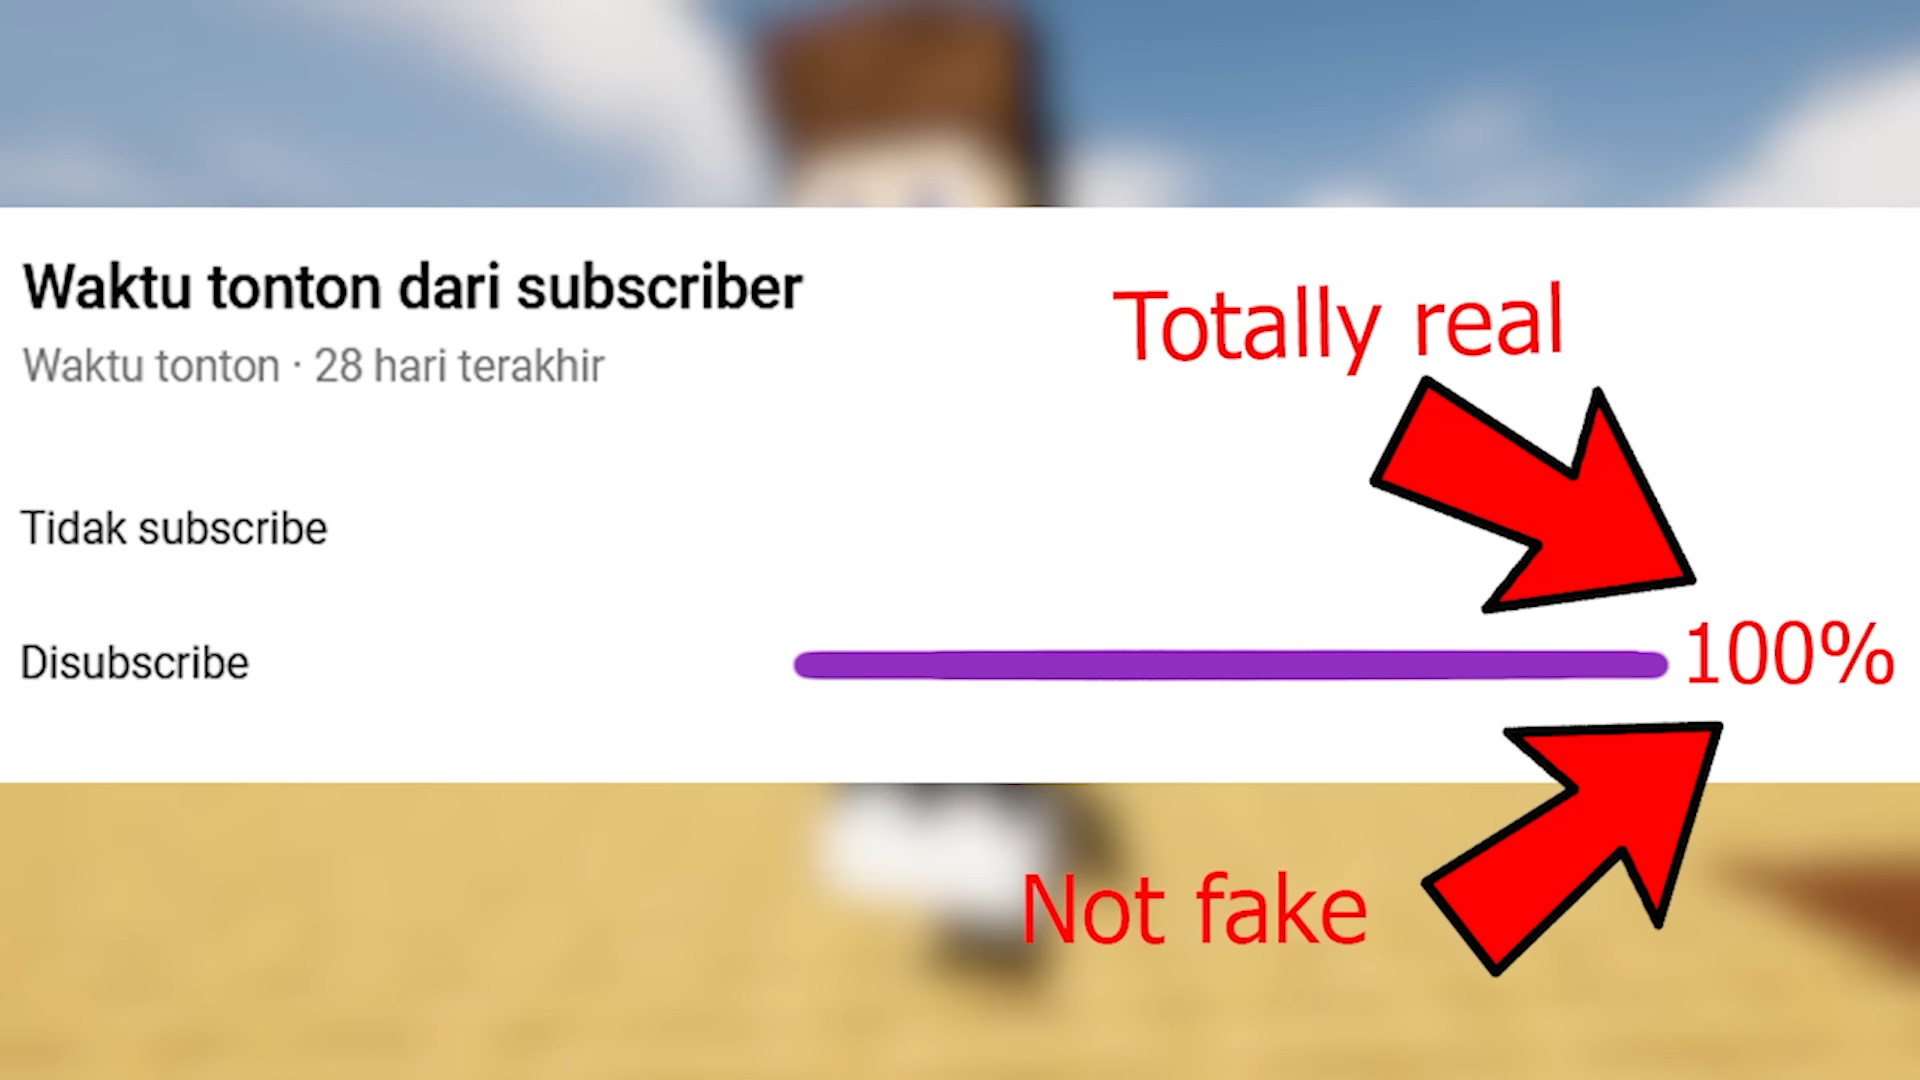 Waktu tonton dari subscriber
Waktu tonton · 28 hari terakhir
Totally real
Tidak subscribe
Disubscribe
100%
Not fake